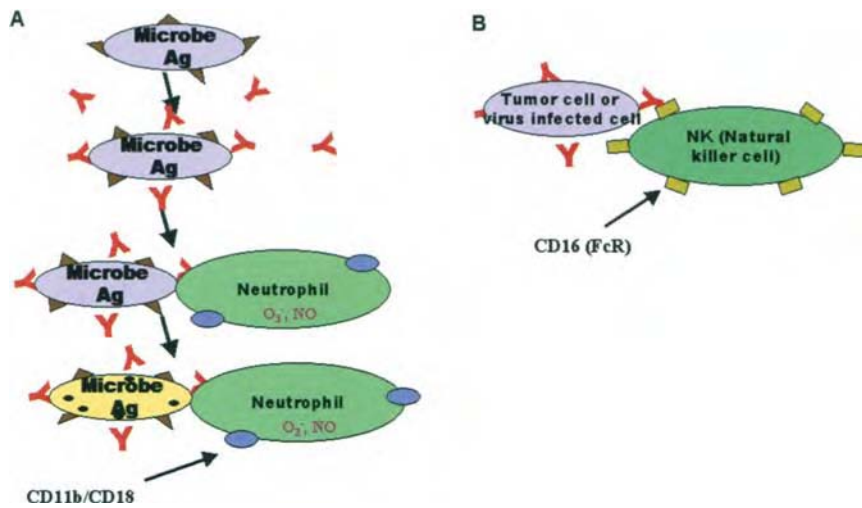 A
Microbe
Ag
Microbe
Ag
Microbe
Ag
Neutrophil
O₂⁻, NO
Microbe
Ag
Neutrophil
O₂⁻, NO
CD11b/CD18
B
Tumor cell or
virus infected cell
NK (Natural
killer cell)
CD16 (FcR)